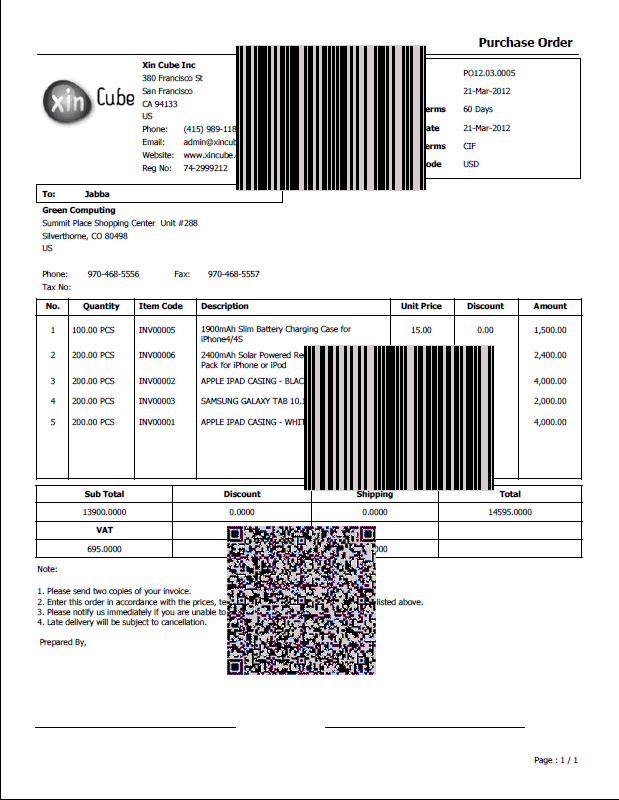 Purchase Order
xin Cube
Xin Cube Inc
380 Francisco St
San Francisco
CA 94133
US
Phone: (415) 989-118
Email: admin@xincub
Website: www.xincube.
Reg No: 74-2999212
PO12.03.0005
21-Mar-2012
erms 60 Days
ate 21-Mar-2012
erms CIF
ode USD
To: Jabba
Green Computing
Summit Place Shopping Center Unit #288
Silverthorne, CO 80498
US
Phone: 970-468-5556 Fax: 970-468-5557
Tax No:
No. Quantity Item Code Description Unit Price Discount Amount
1 100.00 PCS INV00005 1900mAh Slim Battery Charging Case for 15.00 0.00 1,500.00
iPhone4/4S
2 200.00 PCS INV00006 2400mAh Solar Powered Re 2,400.00
Pack for iPhone or iPod
3 200.00 PCS INV00002 APPLE IPAD CASING - BLAC 4,000.00
4 200.00 PCS INV00003 SAMSUNG GALAXY TAB 10.1 2,000.00
5 200.00 PCS INV00001 APPLE IPAD CASING - WHIT 4,000.00
Sub Total Discount Shipping Total
13900.0000 0.0000 0.0000 14595.0000
VAT
695.0000
Note:
1. Please send two copies of your invoice.
2. Enter this order in accordance with the prices, te listed above.
3. Please notify us immediately if you are unable to
4. Late delivery will be subject to cancellation.
Prepared By,
Page : 1 / 1